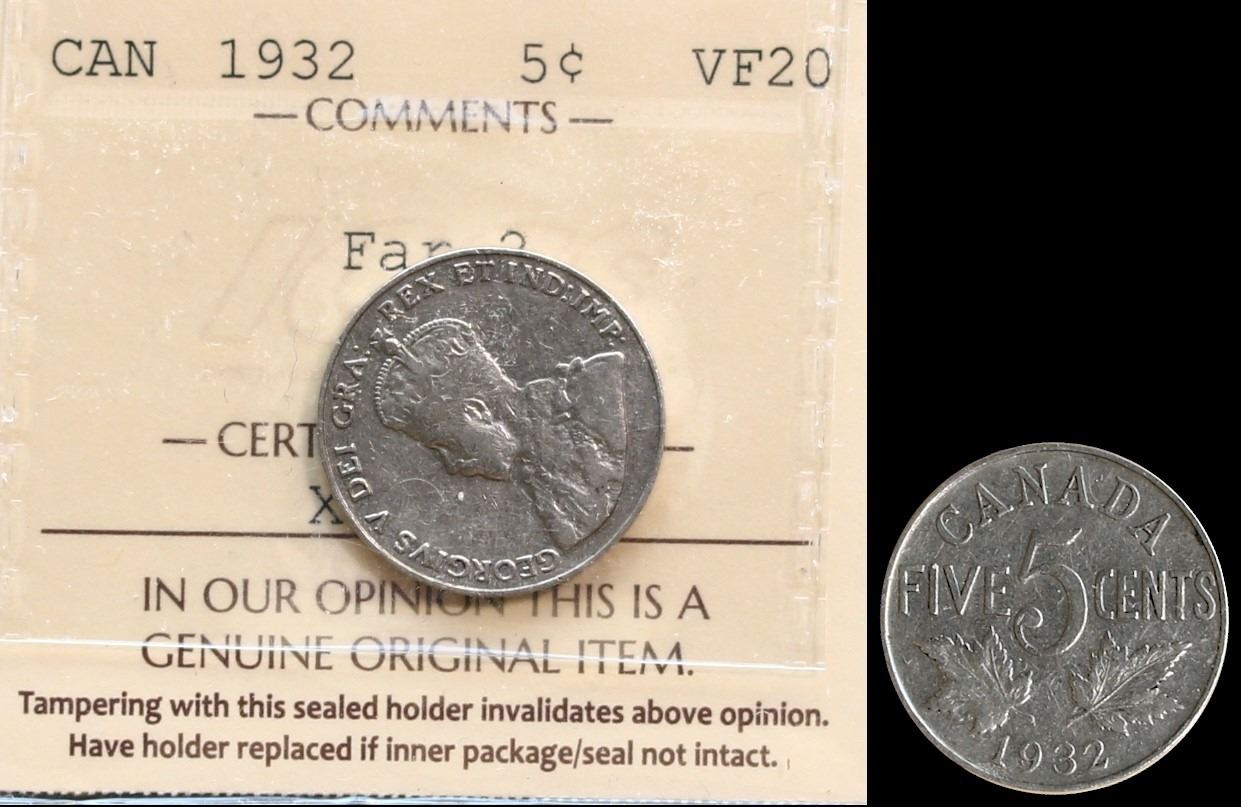 CAN 1932 5¢ VF20
— COMMENTS —
Far 2
— CERT —
X
REX ET IND:IMP:
GEORGIVS V DEI GRA:
IN OUR OPINION THIS IS A
GENUINE ORIGINAL ITEM.
Tampering with this sealed holder invalidates above opinion.
Have holder replaced if inner package/seal not intact.
CANADA
FIVE 5 CENTS
1932